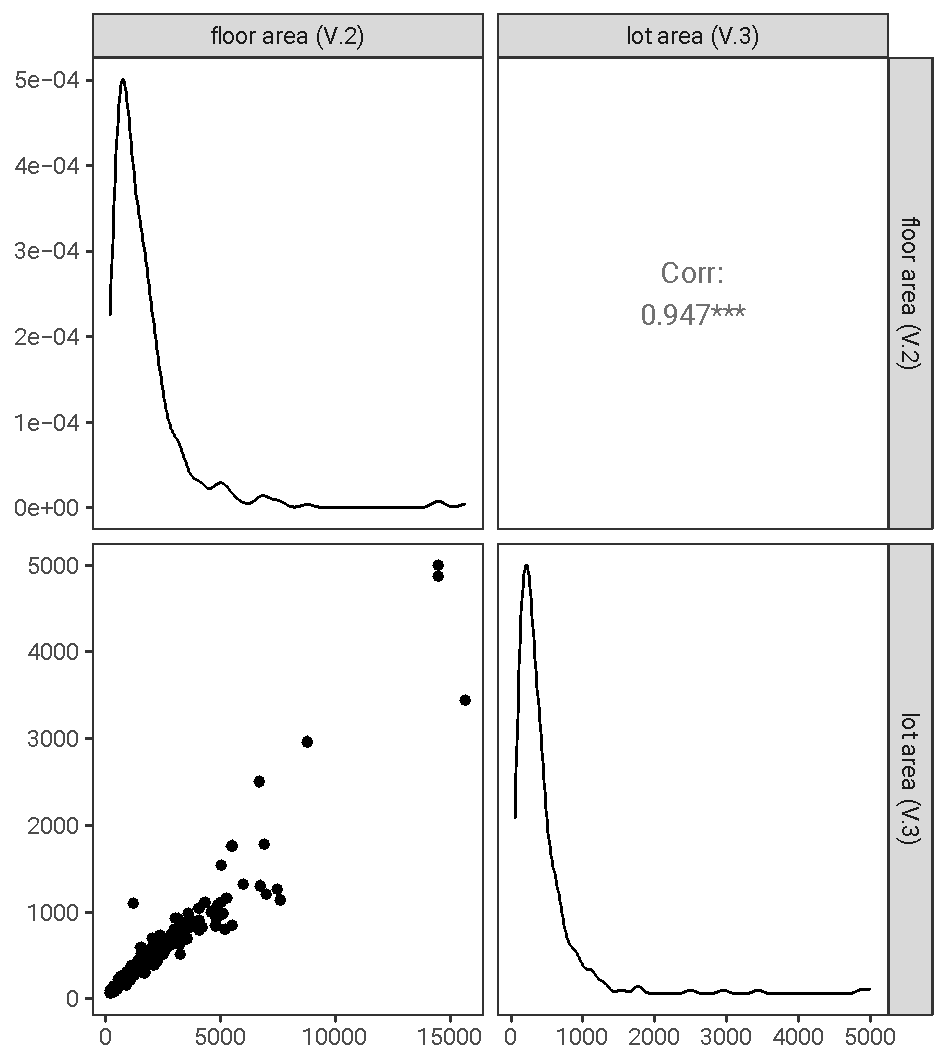 floor area (V.2)
lot area (V.3)
5e−04
4e−04
3e−04
2e−04
1e−04
0e+00
Corr:
0.947***
floor area (V.2)
5000
4000
3000
2000
1000
0
lot area (V.3)
0 5000 10000 15000
0 1000 2000 3000 4000 5000